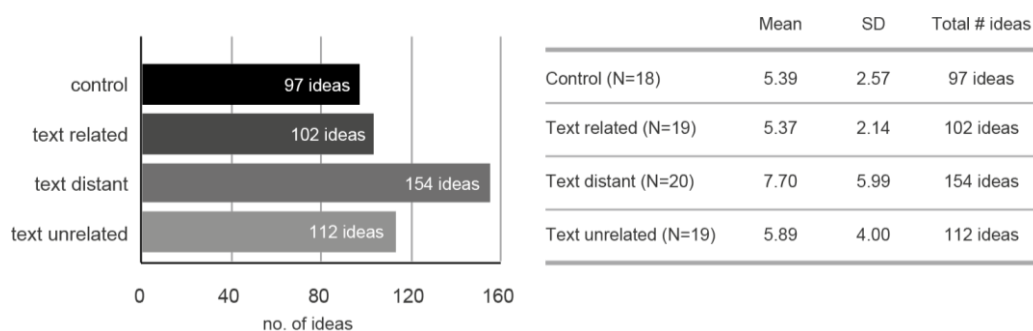 control
97 ideas
text related
102 ideas
text distant
154 ideas
text unrelated
112 ideas
0 40 80 120 160
no. of ideas
Mean SD Total # ideas
Control (N=18) 5.39 2.57 97 ideas
Text related (N=19) 5.37 2.14 102 ideas
Text distant (N=20) 7.70 5.99 154 ideas
Text unrelated (N=19) 5.89 4.00 112 ideas